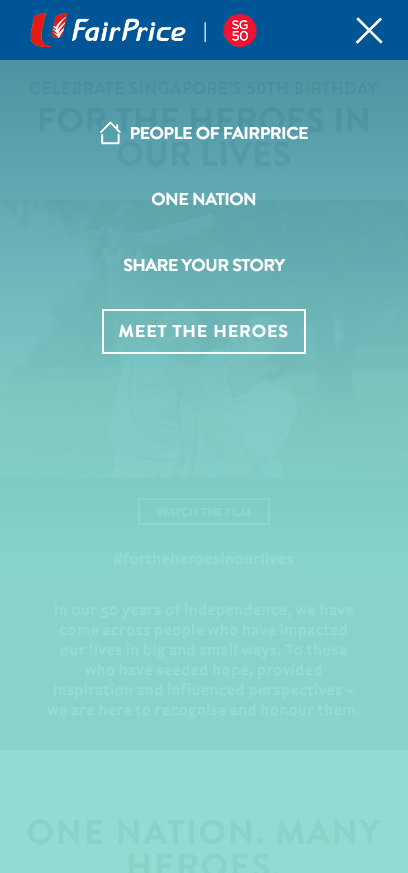 FairPrice | SG
50
CELEBRATE SINGAPORE'S 50TH BIRTHDAY
FOR THE HEROES IN
OUR LIVES
PEOPLE OF FAIRPRICE
ONE NATION
SHARE YOUR STORY
MEET THE HEROES
WATCH THE FILM
#fortheheroesinourlives
In our 50 years of independence, we have
come across people who have impacted
our lives in big and small ways. To those
who have seeded hope, provided
inspiration and influenced perspectives –
we are here to recognise and honour them.
ONE NATION. MANY
HEROES